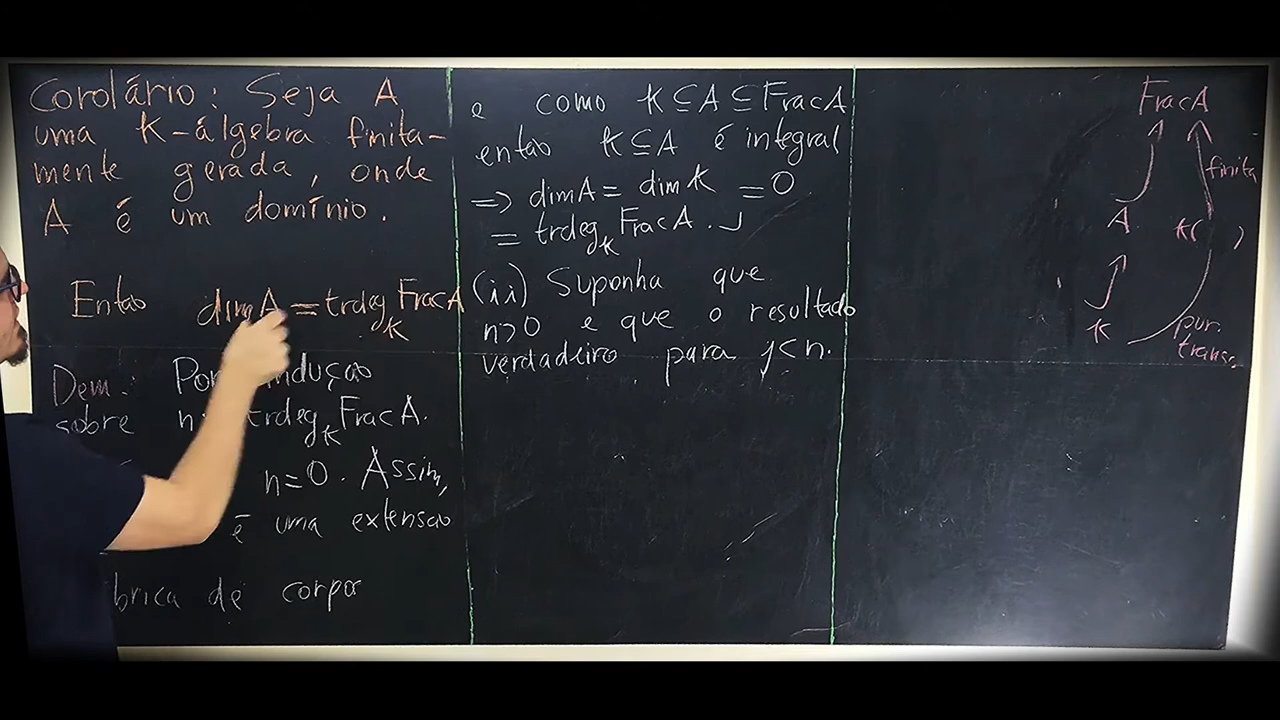 Corolário: Seja A
uma K-álgebra finita-
mente gerada, onde
A é um domínio.
Então dim A = trdeg_K Frac A
Dem.: Por indução
sobre n= trdeg_K Frac A.
n=0. Assim,
é uma extensão
brica de corpo
e como K ⊆ A ⊆ Frac A
então K ⊆ A é integral
=> dim A = dim K = 0
= trdeg_K Frac A. ✓
(ii) Suponha que
n>0 e que o resultado
verdadeiro para j<n.
Frac A
finita
A K( )
K pur.
transc.